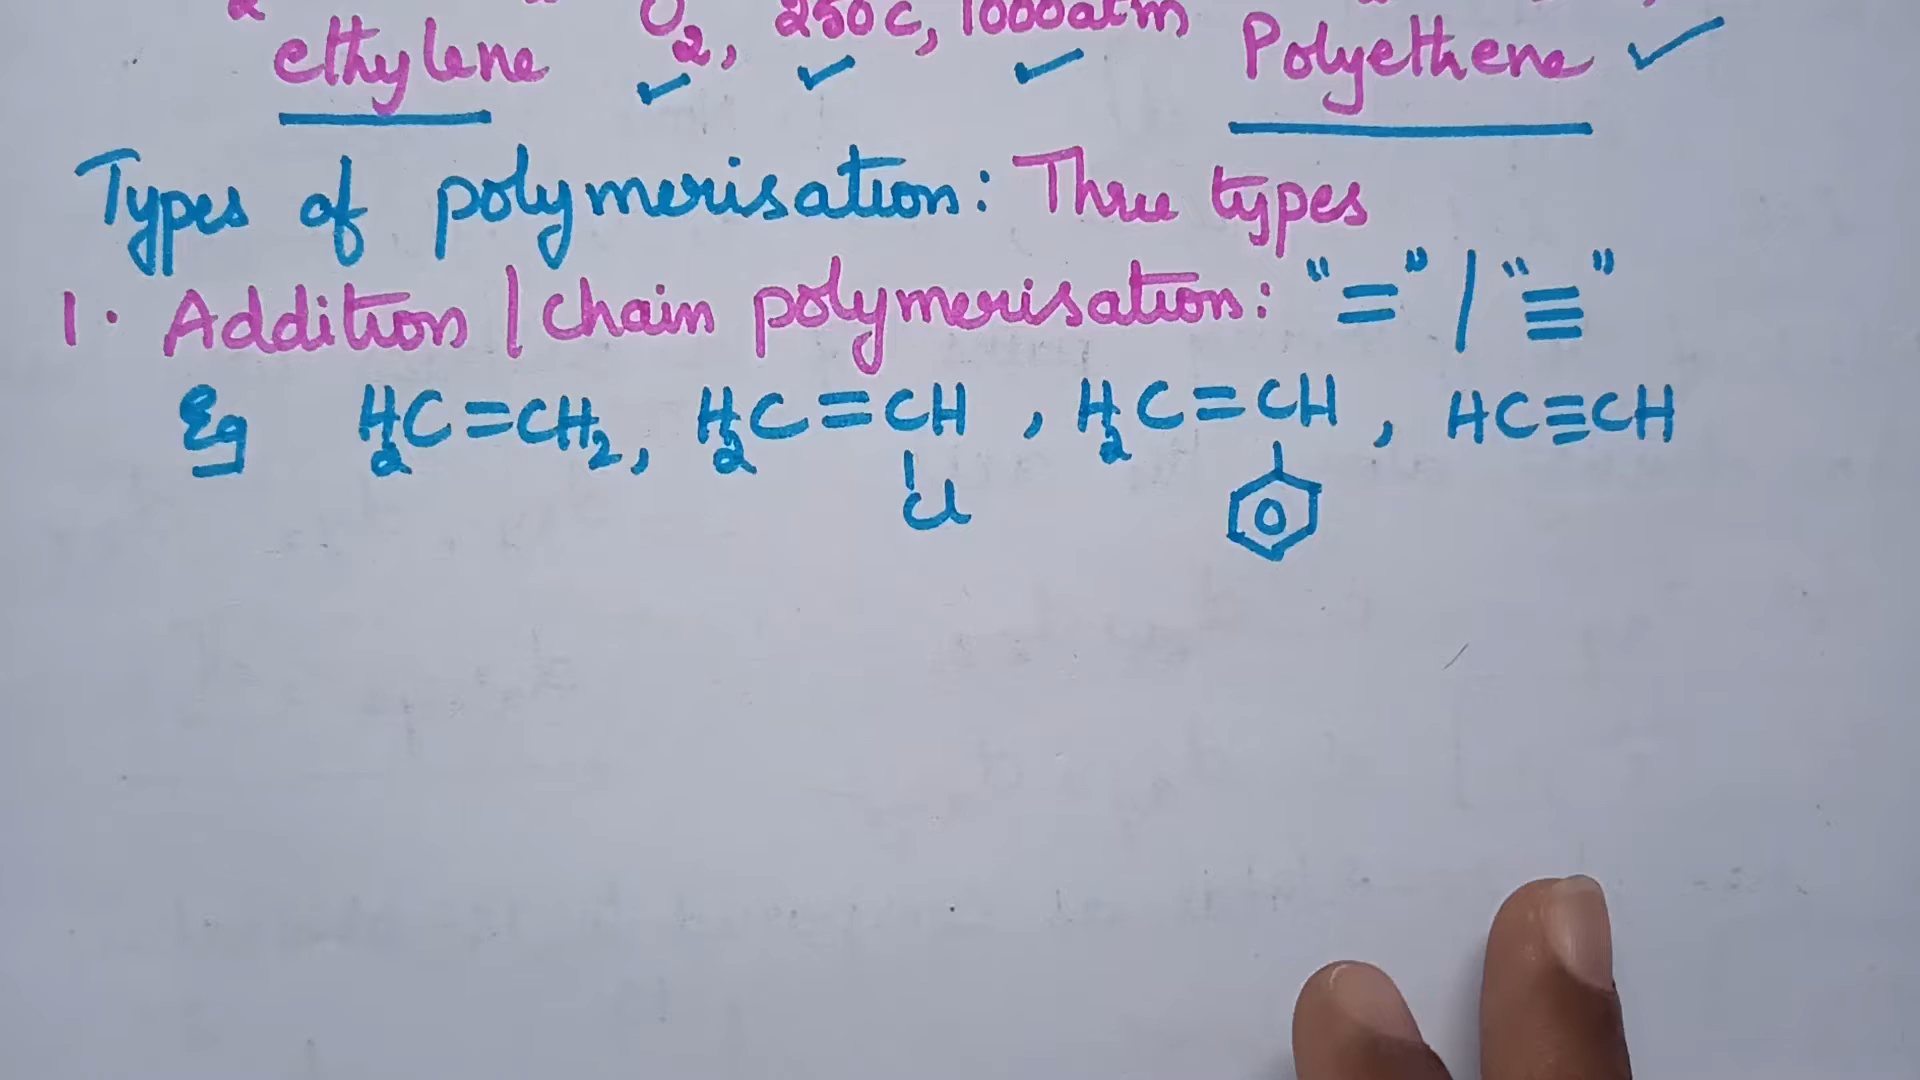 ethylene O2, 250C, 1000atm Polyethene
Types of polymerisation: Three types
1. Addition | chain polymerisation: "=" / "≡"
Eg H2C=CH2, H2C=CH, H2C=CH, HC≡CH
Cl